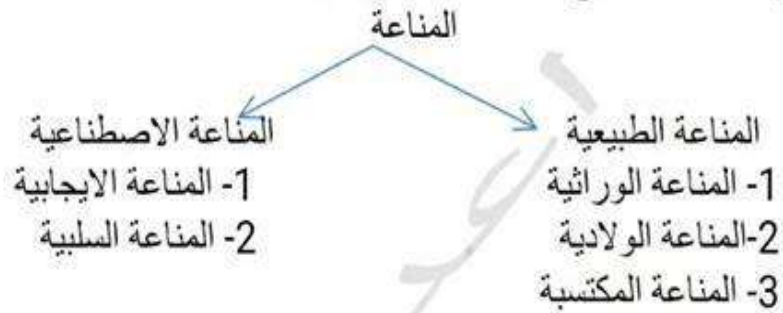 المناعة
المناعة الطبيعية
1- المناعة الوراثية
2-المناعة الولادية
3- المناعة المكتسبة
المناعة الاصطناعية
1- المناعة الايجابية
2- المناعة السلبية